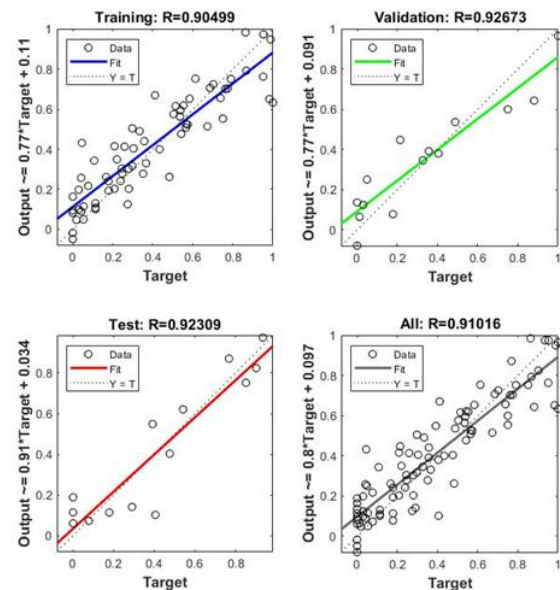 Training: R=0.90499
Output ~= 0.77*Target + 0.11
Data
Fit
Y = T
1
0.8
0.6
0.4
0.2
0
0 0.2 0.4 0.6 0.8 1
Target
Validation: R=0.92673
Output ~= 0.77*Target + 0.091
Data
Fit
Y = T
1
0.8
0.6
0.4
0.2
0
0 0.2 0.4 0.6 0.8 1
Target
Test: R=0.92309
Output ~= 0.91*Target + 0.034
Data
Fit
Y = T
0.8
0.6
0.4
0.2
0
0 0.2 0.4 0.6 0.8
Target
All: R=0.91016
Output ~= 0.8*Target + 0.097
Data
Fit
Y = T
1
0.8
0.6
0.4
0.2
0
0 0.2 0.4 0.6 0.8 1
Target